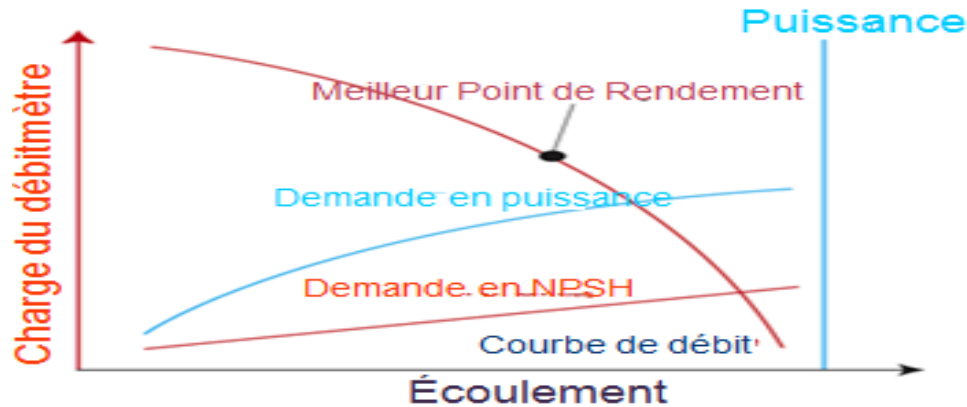 Puissance
Charge du débitmètre
Meilleur Point de Rendement
Demande en puissance
Demande en NPSH
Courbe de débit
Écoulement